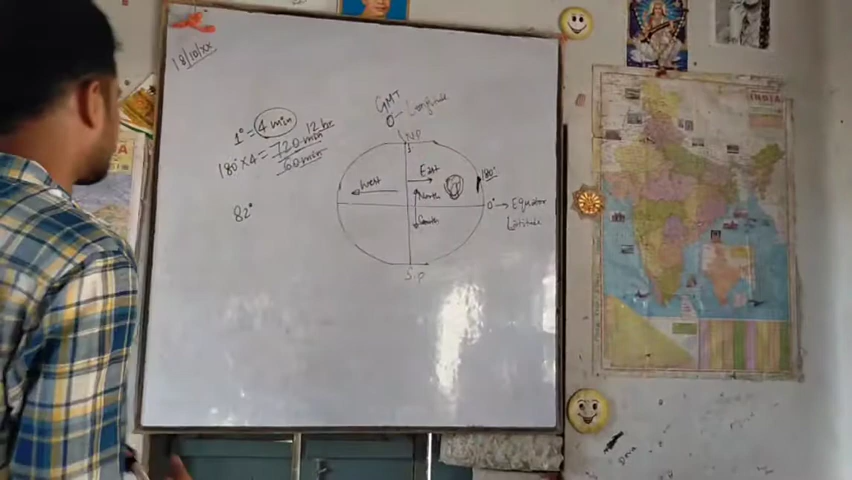 18/10/xx
1° = 4 min
180° × 4 = 720 min 12 hr
60 min
82°
GMT
0° Longitude
N.P
East
180°
West
North
0° → Equator
South
Latitude
S.P
INDIA